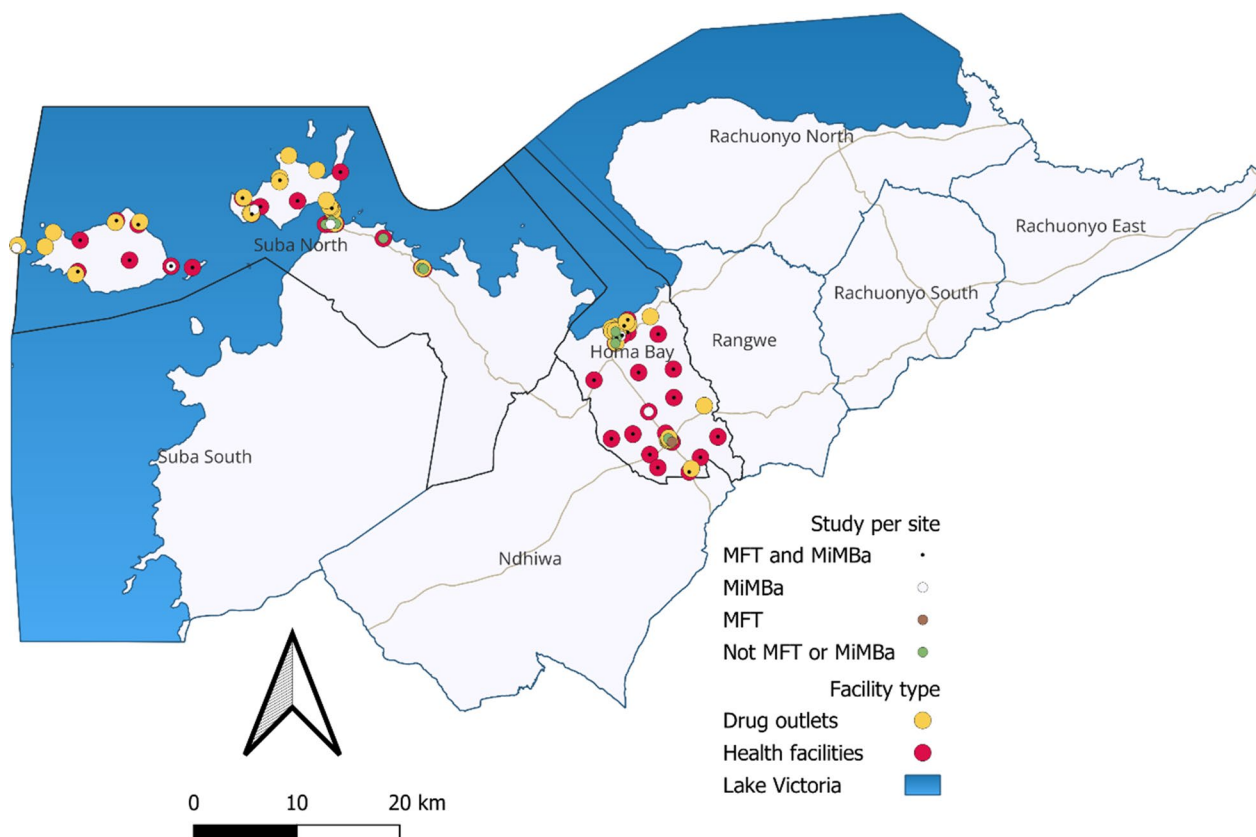 Rachuonyo North
Rachuonyo East
Suba North
Rachuonyo South
Rangwe
Homa Bay
Suba South
Ndhiwa
Study per site
MFT and MiMBa
MiMBa
MFT
Not MFT or MiMBa
Facility type
Drug outlets
Health facilities
Lake Victoria
0 10 20 km